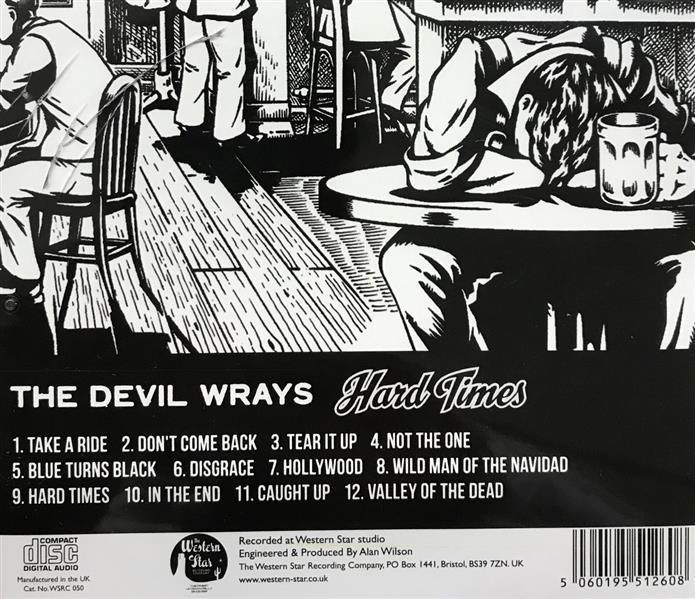 THE DEVIL WRAYS Hard Times
1. TAKE A RIDE 2. DON'T COME BACK 3. TEAR IT UP 4. NOT THE ONE
5. BLUE TURNS BLACK 6. DISGRACE 7. HOLLYWOOD 8. WILD MAN OF THE NAVIDAD
9. HARD TIMES 10. IN THE END 11. CAUGHT UP 12. VALLEY OF THE DEAD
COMPACT
disc
DIGITAL AUDIO
Manufactured in the UK
Cat. No. WSRC 050
The
Western
Star
Recorded at Western Star studio
Engineered & Produced By Alan Wilson
The Western Star Recording Company, PO Box 1441, Bristol, BS39 7ZN. UK
www.western-star.co.uk
5 060195 512608